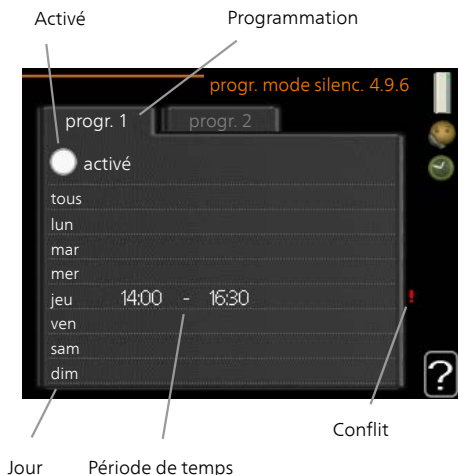 Activé
Programmation
progr. mode silenc. 4.9.6
progr. 1
progr. 2
activé
tous
lun
mar
mer
jeu 14:00 - 16:30
ven
sam
dim
!
?
Conflit
Jour
Période de temps